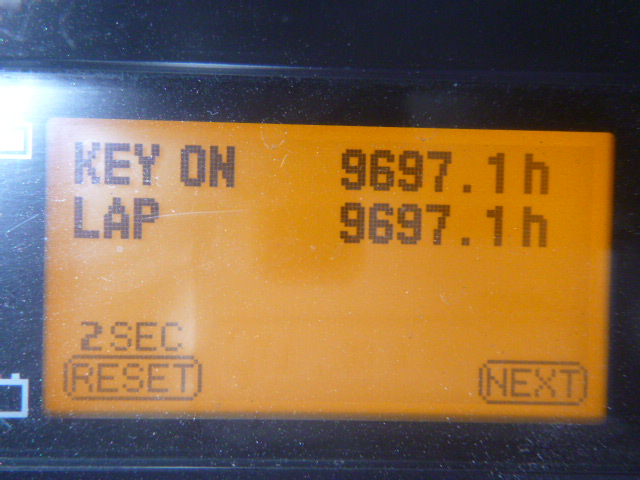 KEY ON 9697.1h
LAP 9697.1h
2SEC
RESET NEXT